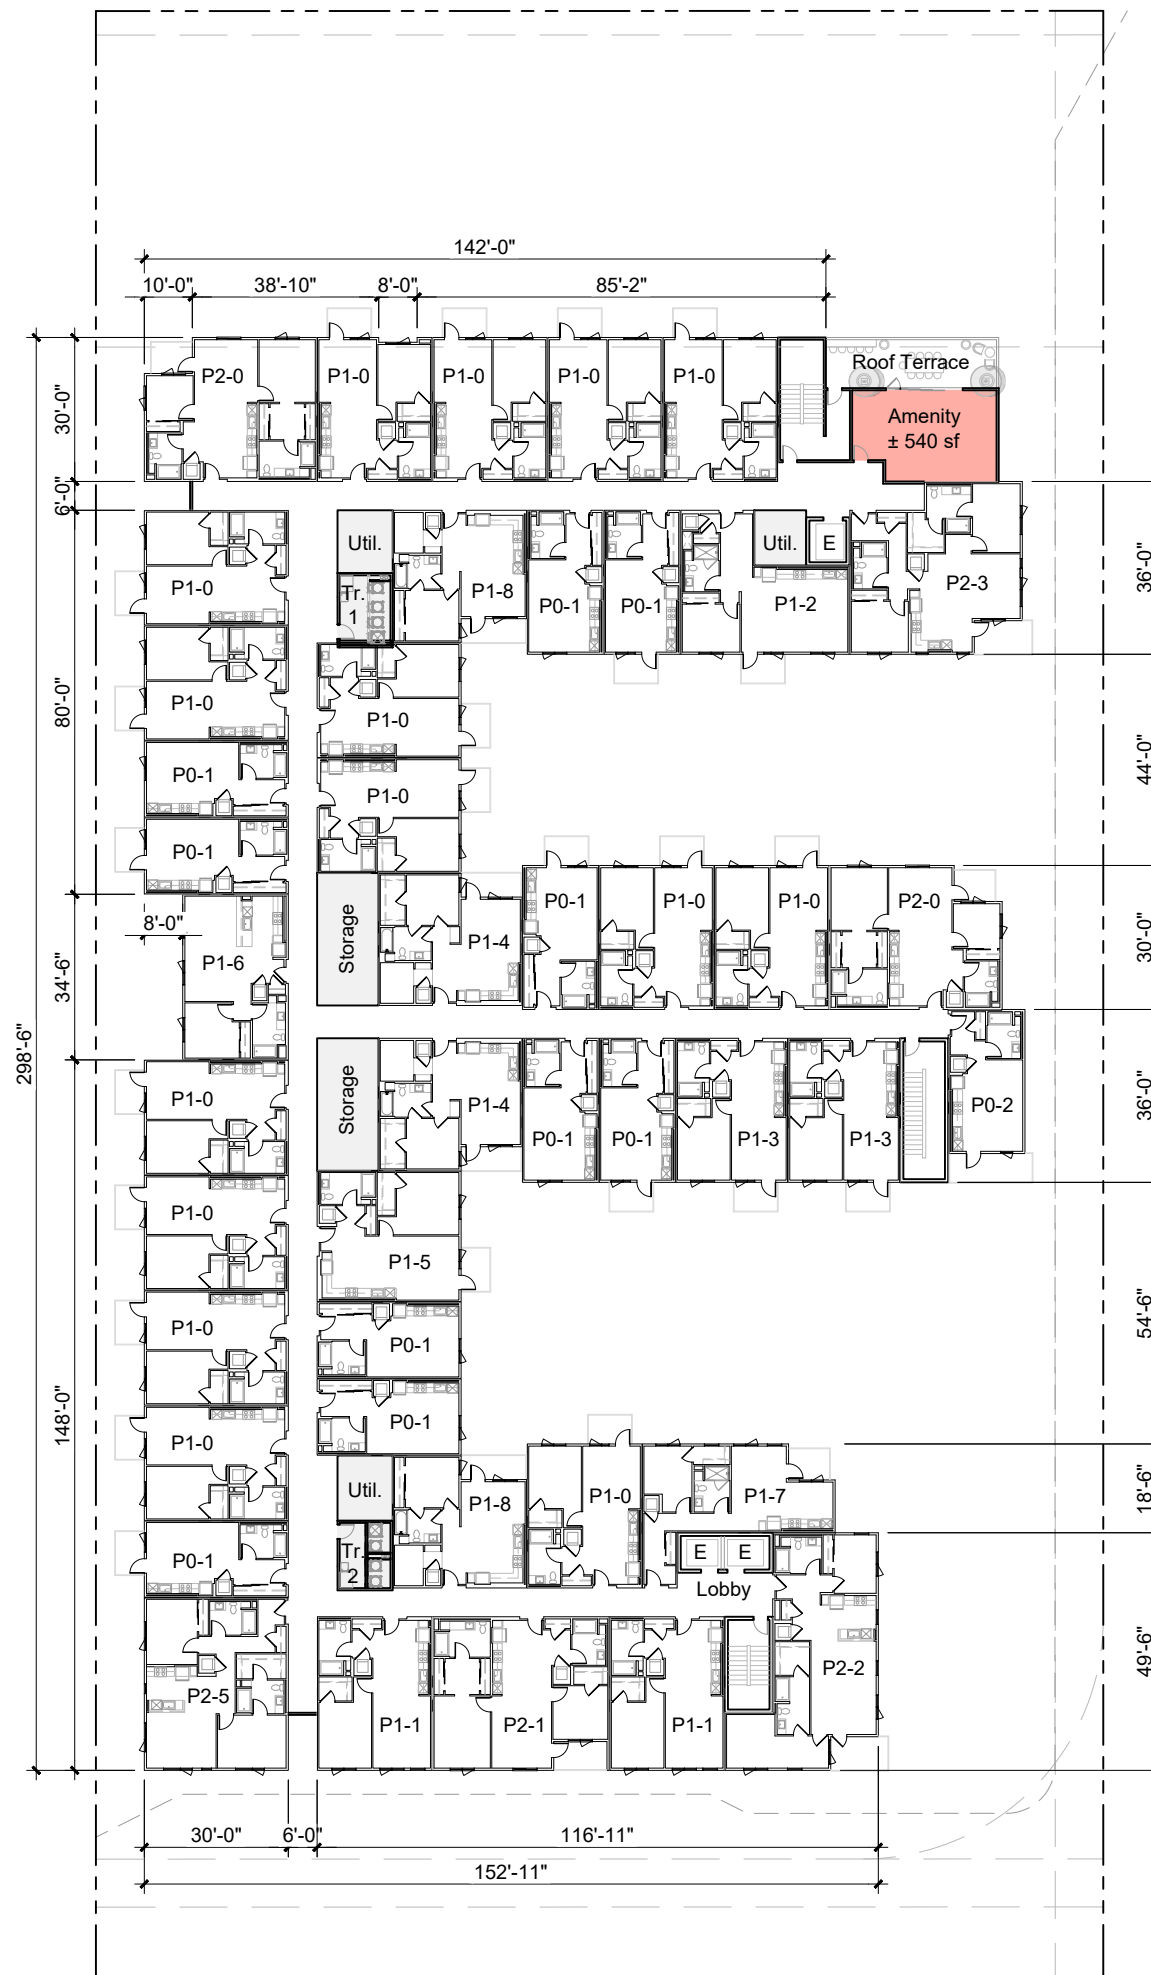 142'-0"
10'-0"
38'-10"
8'-0"
85'-2"
P2-0
P1-0
P1-0
P1-0
P1-0
Roof Terrace
Amenity
± 540 sf
30'-0"
6'-0"
80'-0"
34'-6"
298'-6"
148'-0"
Util.
Tr.
1
P1-8
P0-1
P0-1
P1-2
Util.
E
P2-3
36'-0"
P1-0
P1-0
P1-0
P1-0
P0-1
P0-1
44'-0"
8'-0"
P1-6
Storage
P1-4
P0-1
P1-0
P1-0
P2-0
30'-0"
Storage
P1-4
P0-1
P0-1
P1-3
P1-3
P0-2
36'-0"
P1-0
P1-0
P1-0
P1-0
P0-1
P2-5
P1-5
P0-1
P0-1
54'-6"
Util.
Tr.
2
P1-8
P1-0
P1-7
18'-6"
E
E
Lobby
P1-1
P2-1
P1-1
P2-2
49'-6"
30'-0"
6'-0"
116'-11"
152'-11"